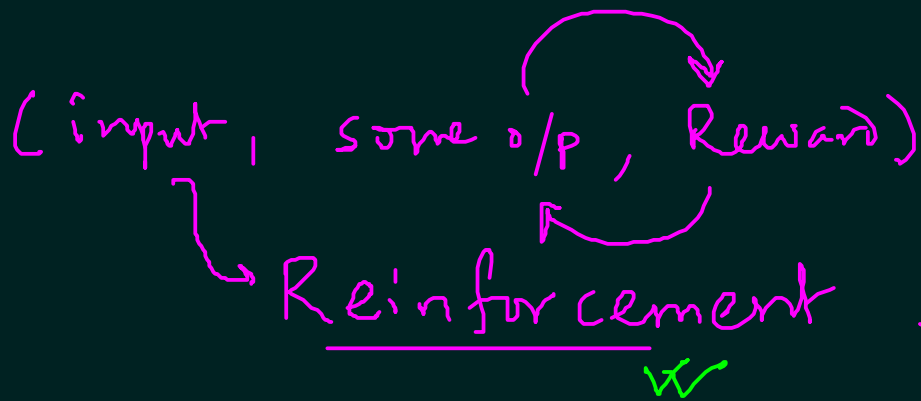 (input, some o/p, Reward)
Reinforcement.